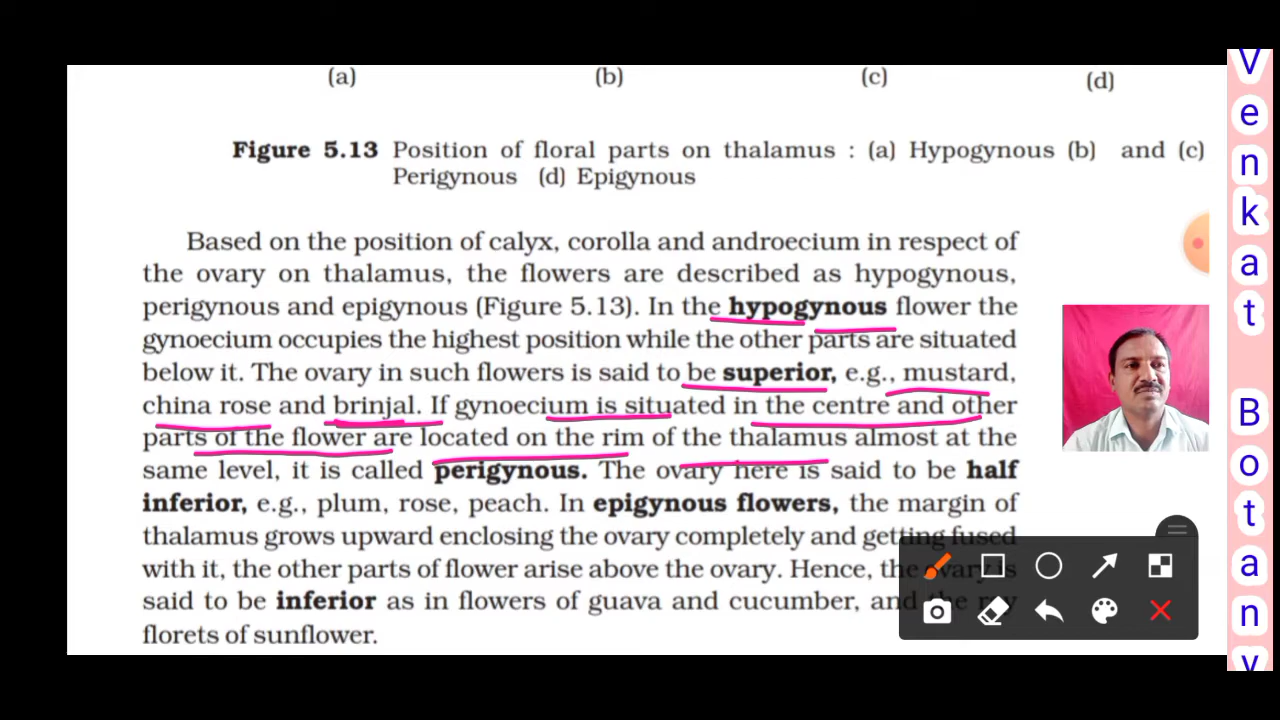 (a) (b) (c) (d)
Figure 5.13 Position of floral parts on thalamus : (a) Hypogynous (b) and (c)
Perigynous (d) Epigynous
Based on the position of calyx, corolla and androecium in respect of
the ovary on thalamus, the flowers are described as hypogynous,
perigynous and epigynous (Figure 5.13). In the hypogynous flower the
gynoecium occupies the highest position while the other parts are situated
below it. The ovary in such flowers is said to be superior, e.g., mustard,
china rose and brinjal. If gynoecium is situated in the centre and other
parts of the flower are located on the rim of the thalamus almost at the
same level, it is called perigynous. The ovary here is said to be half
inferior, e.g., plum, rose, peach. In epigynous flowers, the margin of
thalamus grows upward enclosing the ovary completely and getting fused
with it, the other parts of flower arise above the ovary. Hence, the ovary is
said to be inferior as in flowers of guava and cucumber, and the ray
florets of sunflower.
Venkat Botany